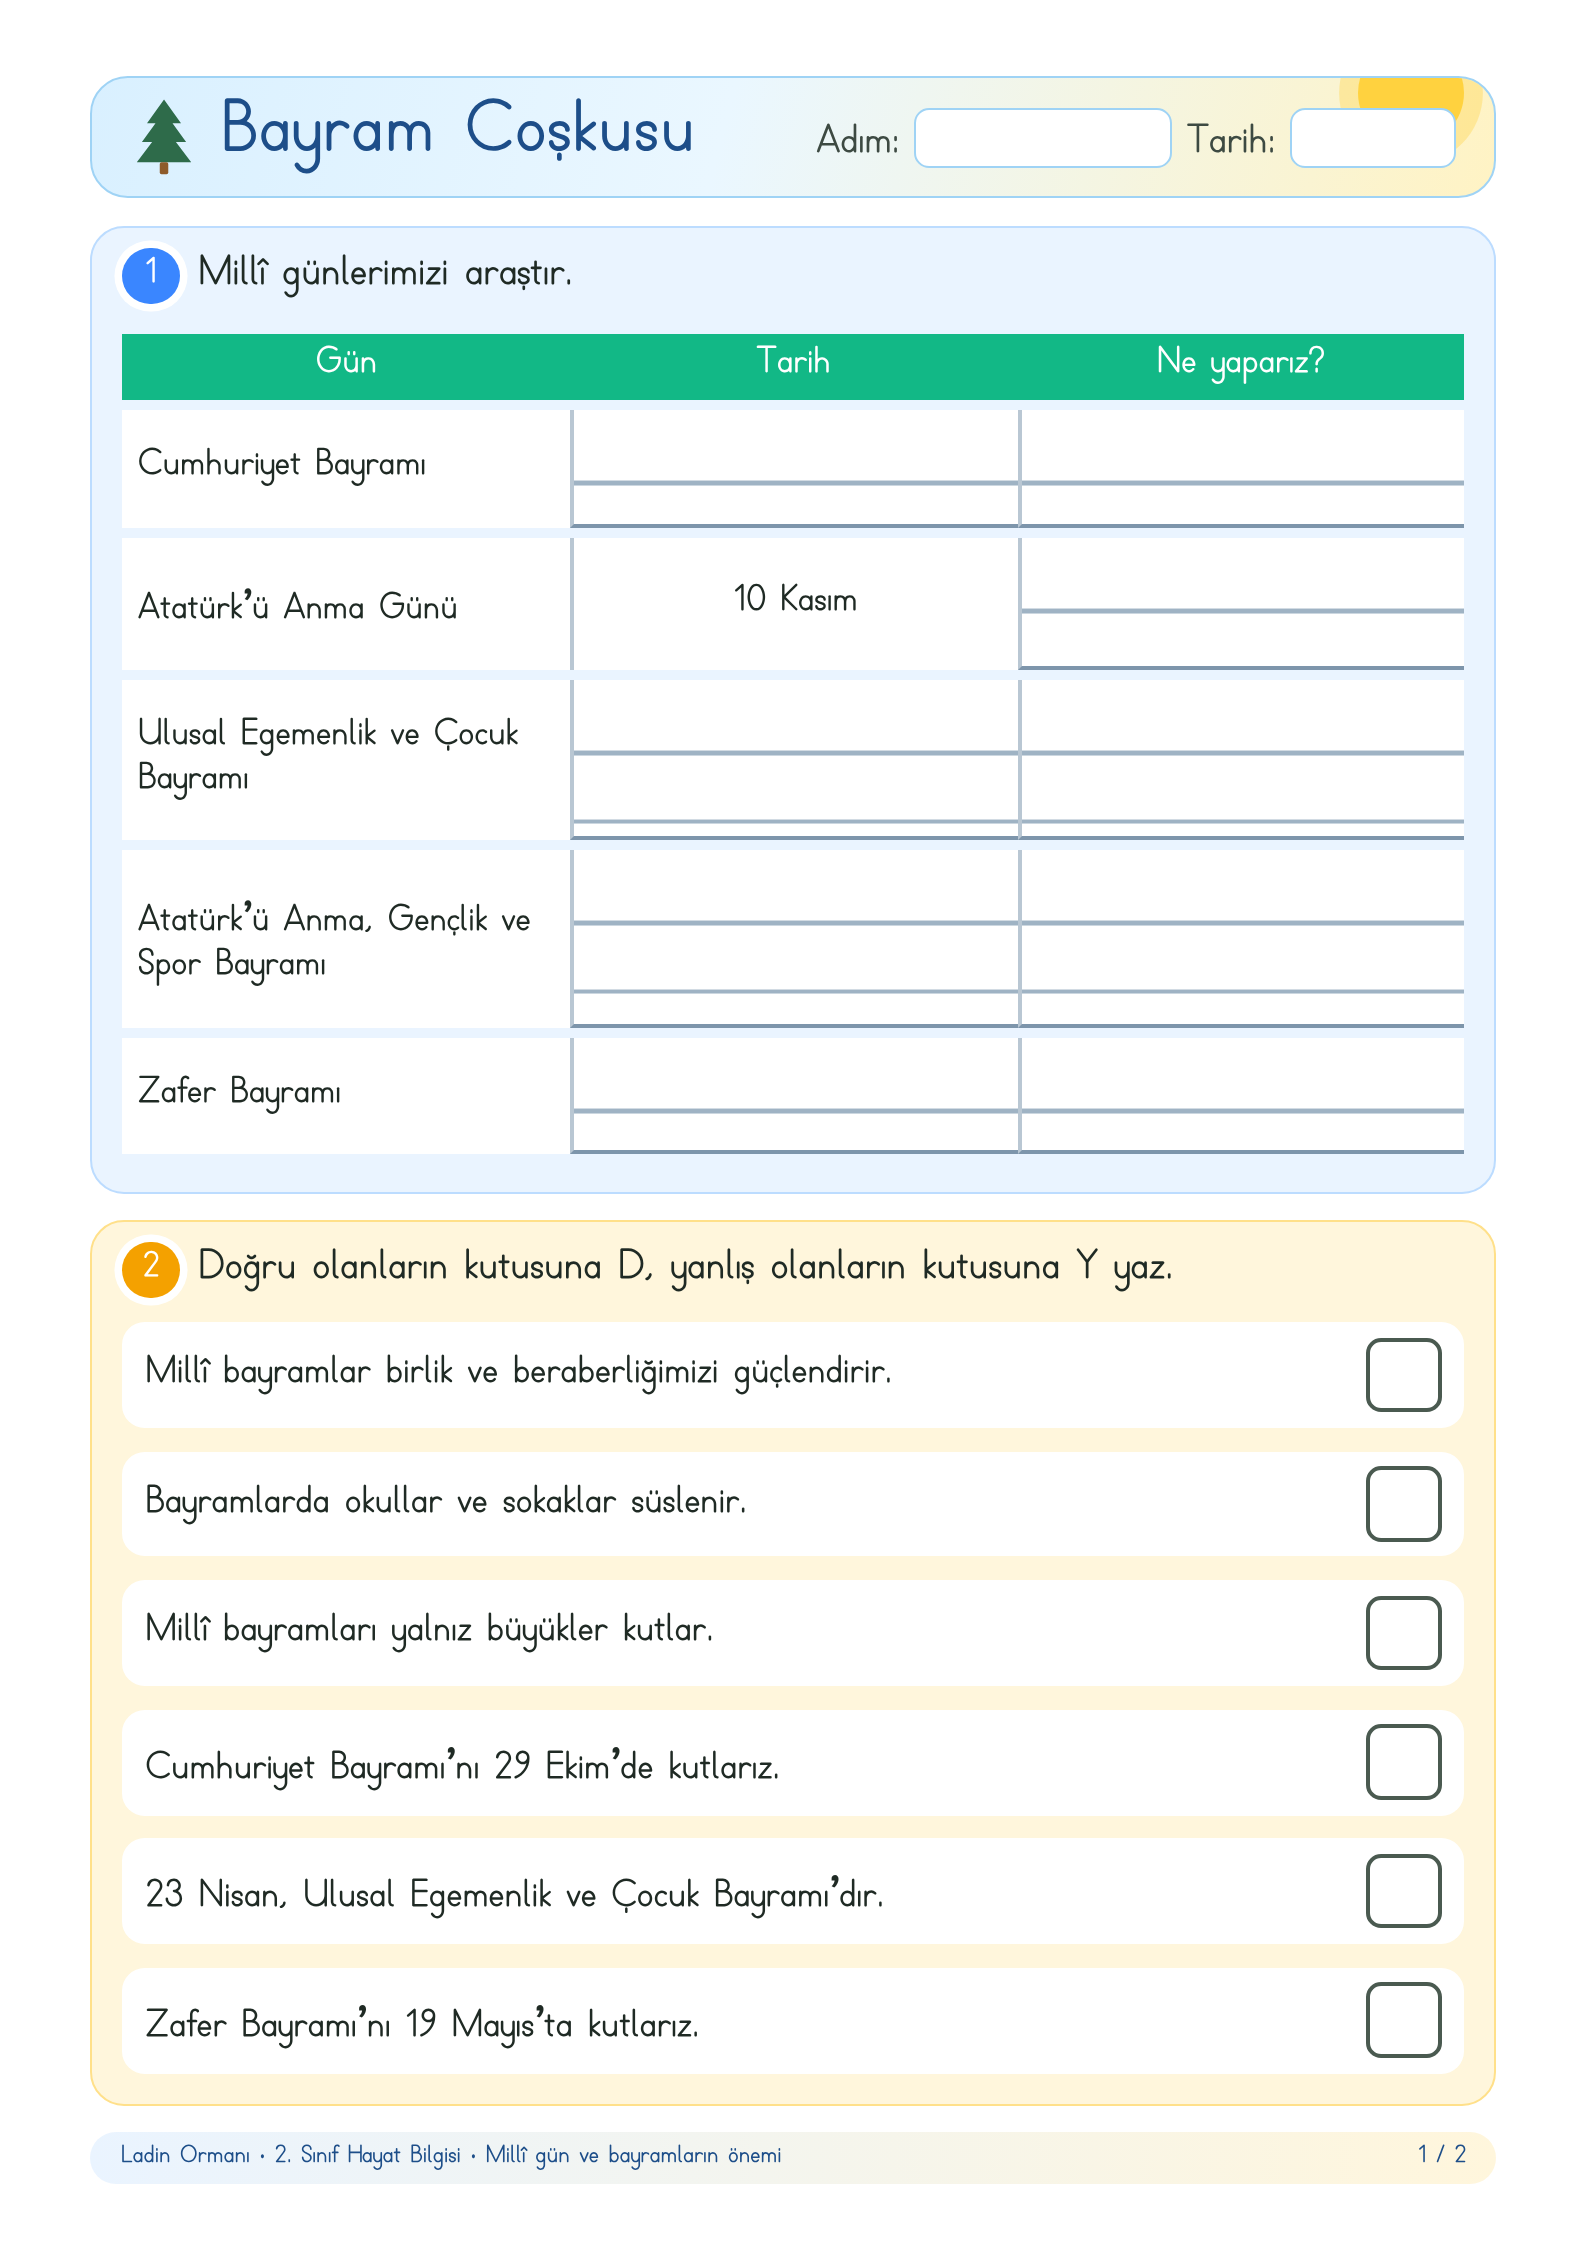 Bayram Coşkusu
Adım:
Tarih:
1
Millî günlerimizi araştır.
Gün
Tarih
Ne yaparız?
Cumhuriyet Bayramı
Atatürk’ü Anma Günü
10 Kasım
Ulusal Egemenlik ve Çocuk
Bayramı
Atatürk’ü Anma, Gençlik ve
Spor Bayramı
Zafer Bayramı
2
Doğru olanların kutusuna D, yanlış olanların kutusuna Y yaz.
Millî bayramlar birlik ve beraberliğimizi güçlendirir.
Bayramlarda okullar ve sokaklar süslenir.
Millî bayramları yalnız büyükler kutlar.
Cumhuriyet Bayramı’nı 29 Ekim’de kutlarız.
23 Nisan, Ulusal Egemenlik ve Çocuk Bayramı’dır.
Zafer Bayramı’nı 19 Mayıs’ta kutlarız.
Ladin Ormanı • 2. Sınıf Hayat Bilgisi • Millî gün ve bayramların önemi
1 / 2